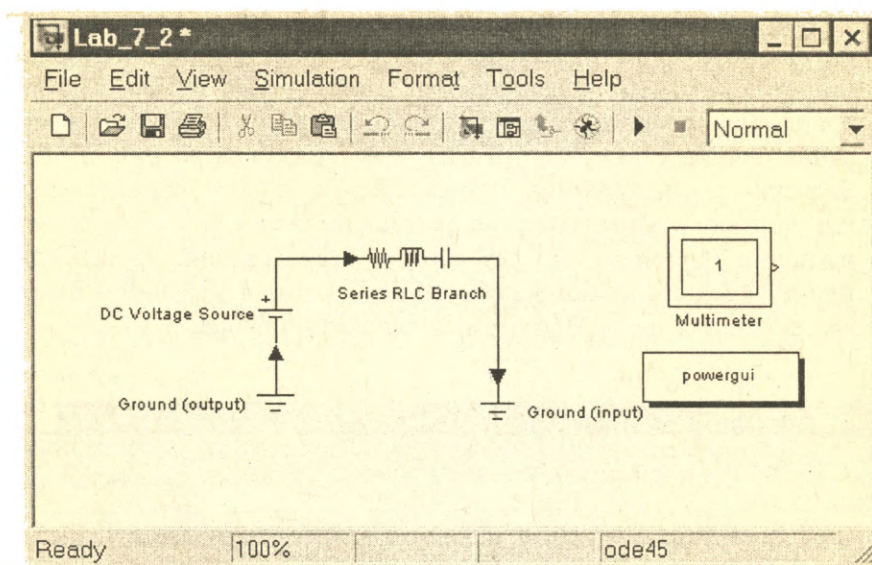 Lab_7_2 *
File Edit View Simulation Format Tools Help
Normal
+
Series RLC Branch
DC Voltage Source
1
Multimeter
powergui
Ground (output)
Ground (input)
Ready 100% ode45